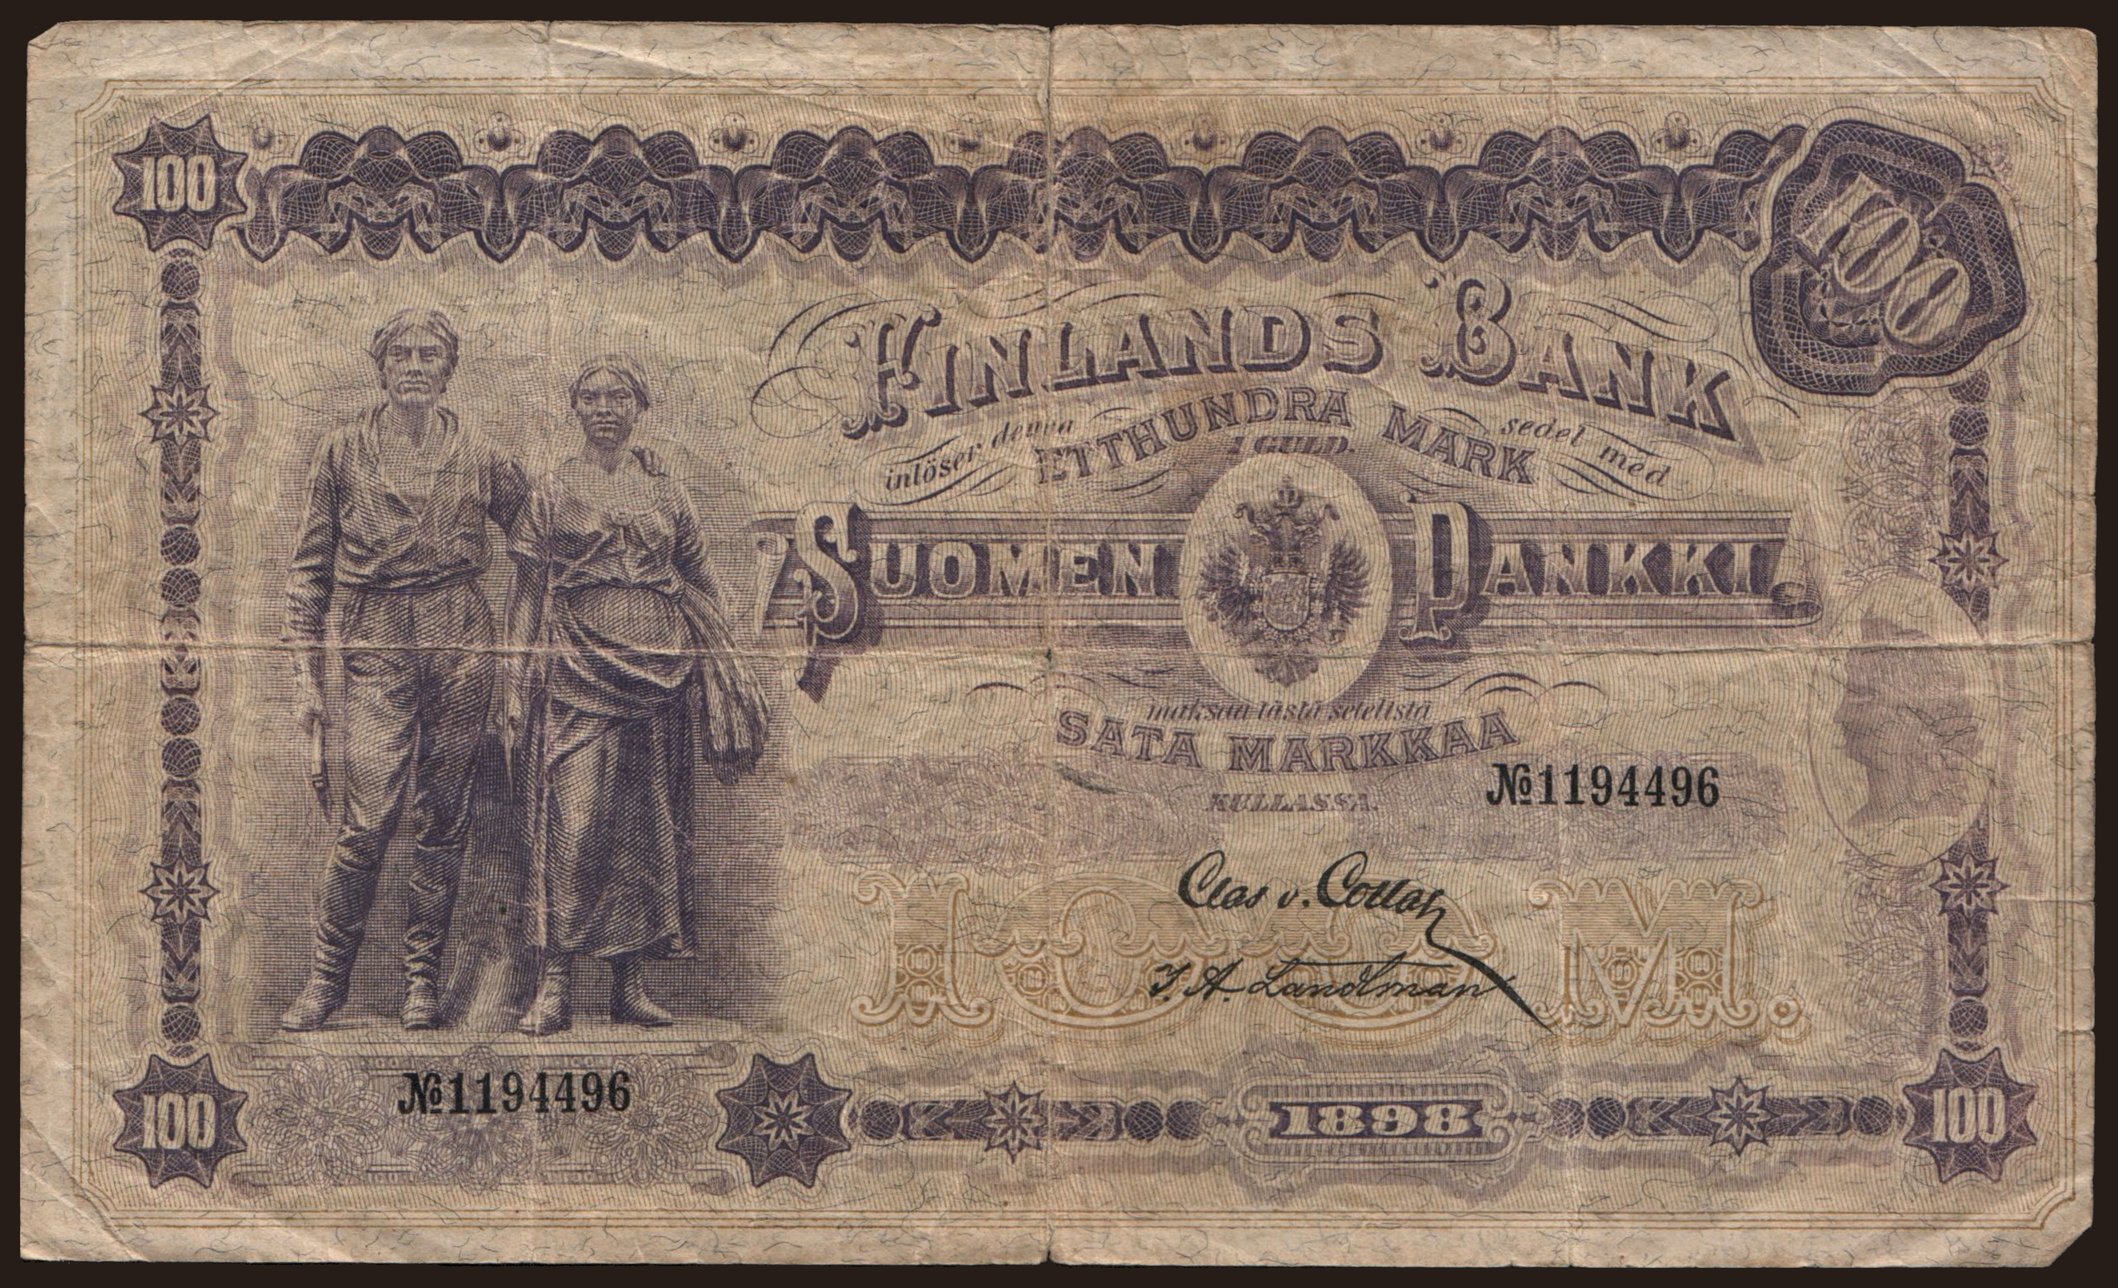 100
100
FINLANDS BANK
inlöser denna
sedel med
ETTHUNDRA MARK
I GULD.
SUOMEN PANKKI
maksaa tästä setelistä
SATA MARKKAA
KULLASSA.
№1194496
100 M.
Clas v. Collan
T. A. Landtman
№1194496
100
1898
100